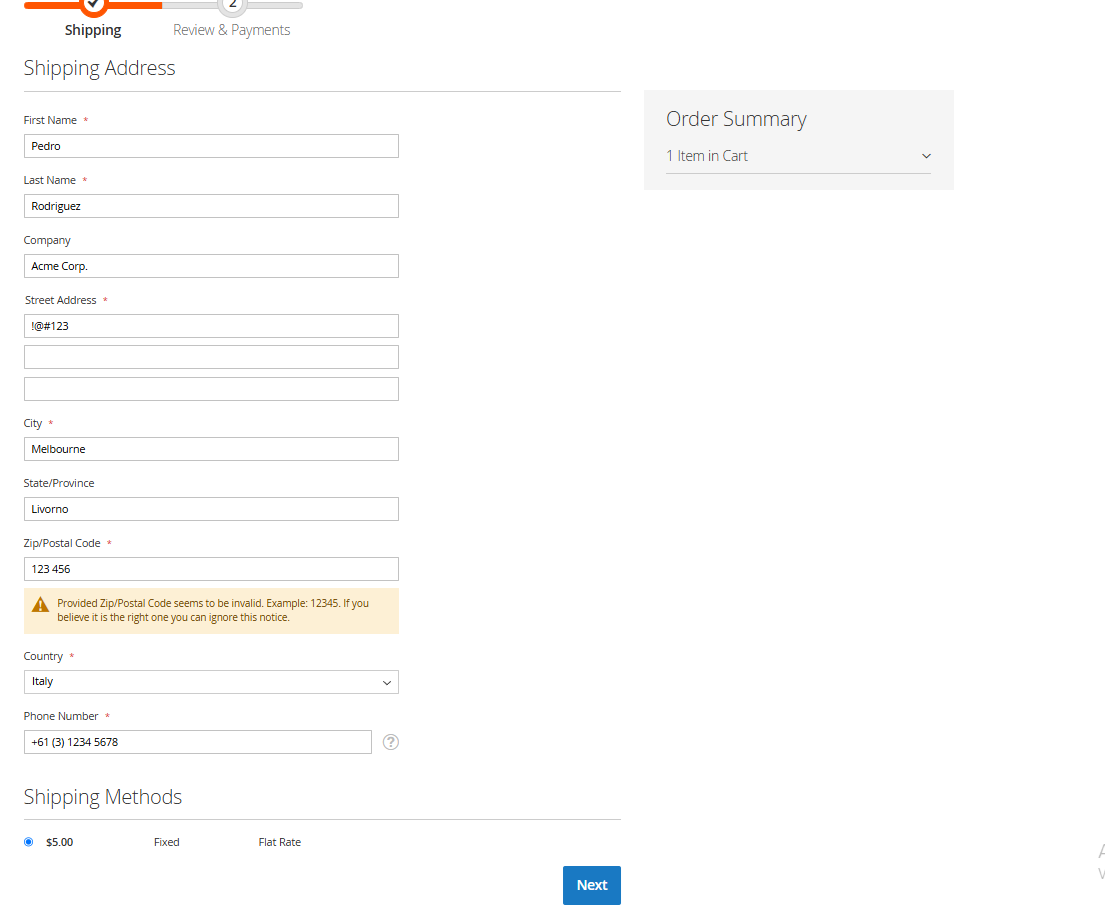 2
Shipping
Review & Payments
Shipping Address
First Name *
Pedro
Last Name *
Rodriguez
Company
Acme Corp.
Street Address *
!@#123
City *
Melbourne
State/Province
Livorno
Zip/Postal Code *
123 456
Provided Zip/Postal Code seems to be invalid. Example: 12345. If you
believe it is the right one you can ignore this notice.
Country *
Italy
Phone Number *
+61 (3) 1234 5678
?
Shipping Methods
$5.00 Fixed Flat Rate
Next
Order Summary
1 Item in Cart